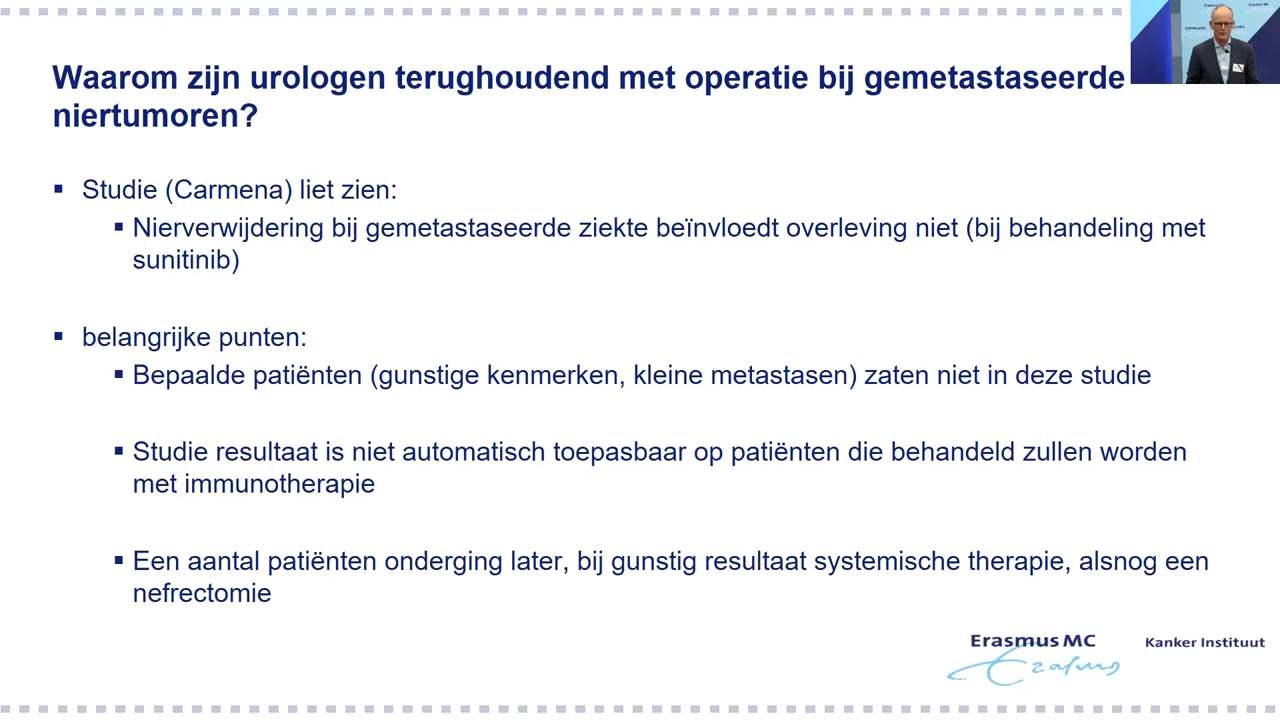 Waarom zijn urologen terughoudend met operatie bij gemetastaseerde
niertumoren?
▪ Studie (Carmena) liet zien:
▪ Nierverwijdering bij gemetastaseerde ziekte beïnvloedt overleving niet (bij behandeling met
sunitinib)
▪ belangrijke punten:
▪ Bepaalde patiënten (gunstige kenmerken, kleine metastasen) zaten niet in deze studie
▪ Studie resultaat is niet automatisch toepasbaar op patiënten die behandeld zullen worden
met immunotherapie
▪ Een aantal patiënten onderging later, bij gunstig resultaat systemische therapie, alsnog een
nefrectomie
Erasmus MC
Erasmus
Kanker Instituut